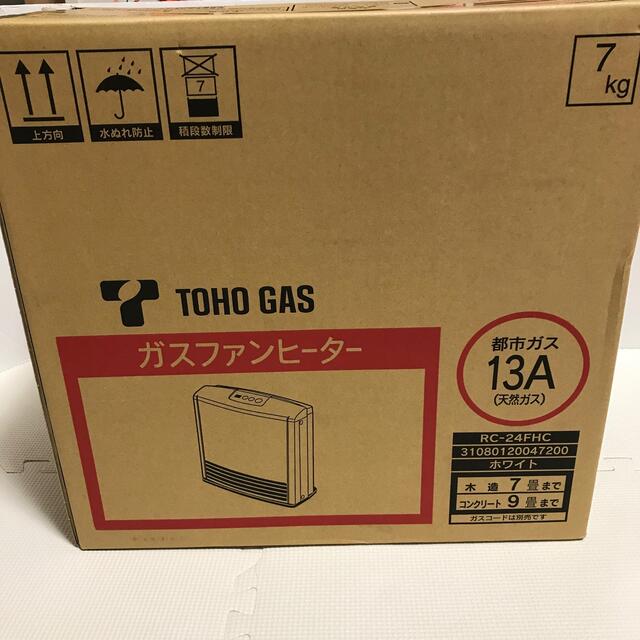 7
kg
7
上方向
水ぬれ防止
積段数制限
TOHO GAS
ガスファンヒーター
都市ガス
13A
(天然ガス)
RC-24FHC
31080120047200
ホワイト
木造 7畳まで
コンクリート 9畳まで
ガスコードは別売です